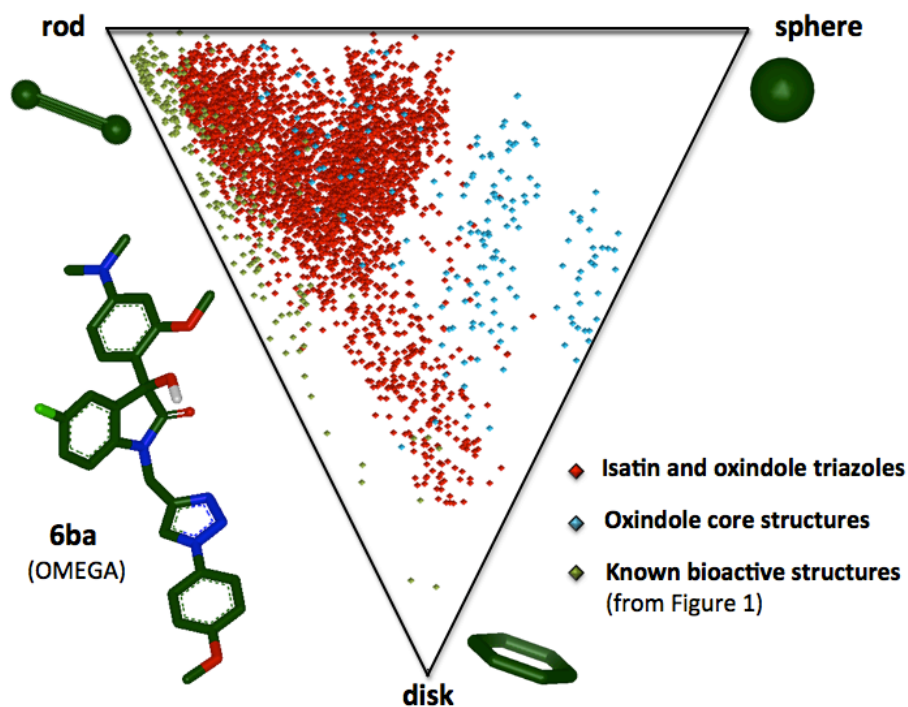 rod
sphere
6ba
(OMEGA)
Isatin and oxindole triazoles
Oxindole core structures
Known bioactive structures
(from Figure 1)
disk